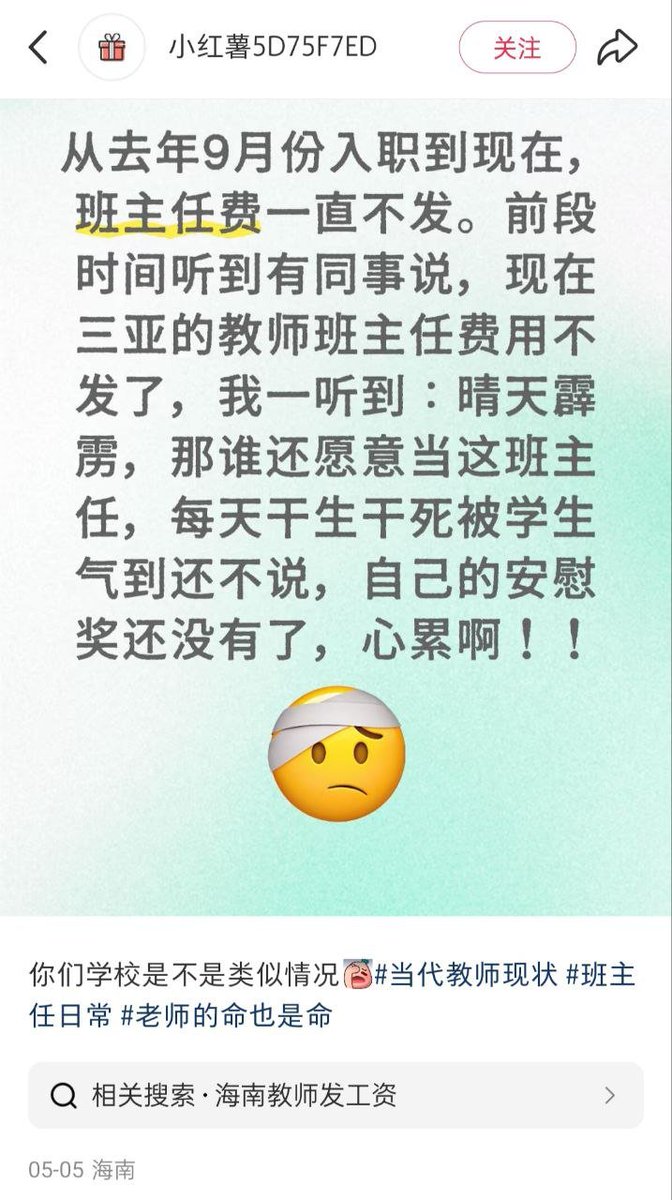 小红薯5D75F7ED
关注
从去年9月份入职到现在，
班主任费一直不发。前段
时间听到有同事说，现在
三亚的教师班主任费用不
发了，我一听到：晴天霹
雳，那谁还愿意当这班主
任，每天干生干死被学生
气到还不说，自己的安慰
奖还没有了，心累啊！！
你们学校是不是类似情况#当代教师现状 #班主
任日常 #老师的命也是命
相关搜索·海南教师发工资
05-05 海南